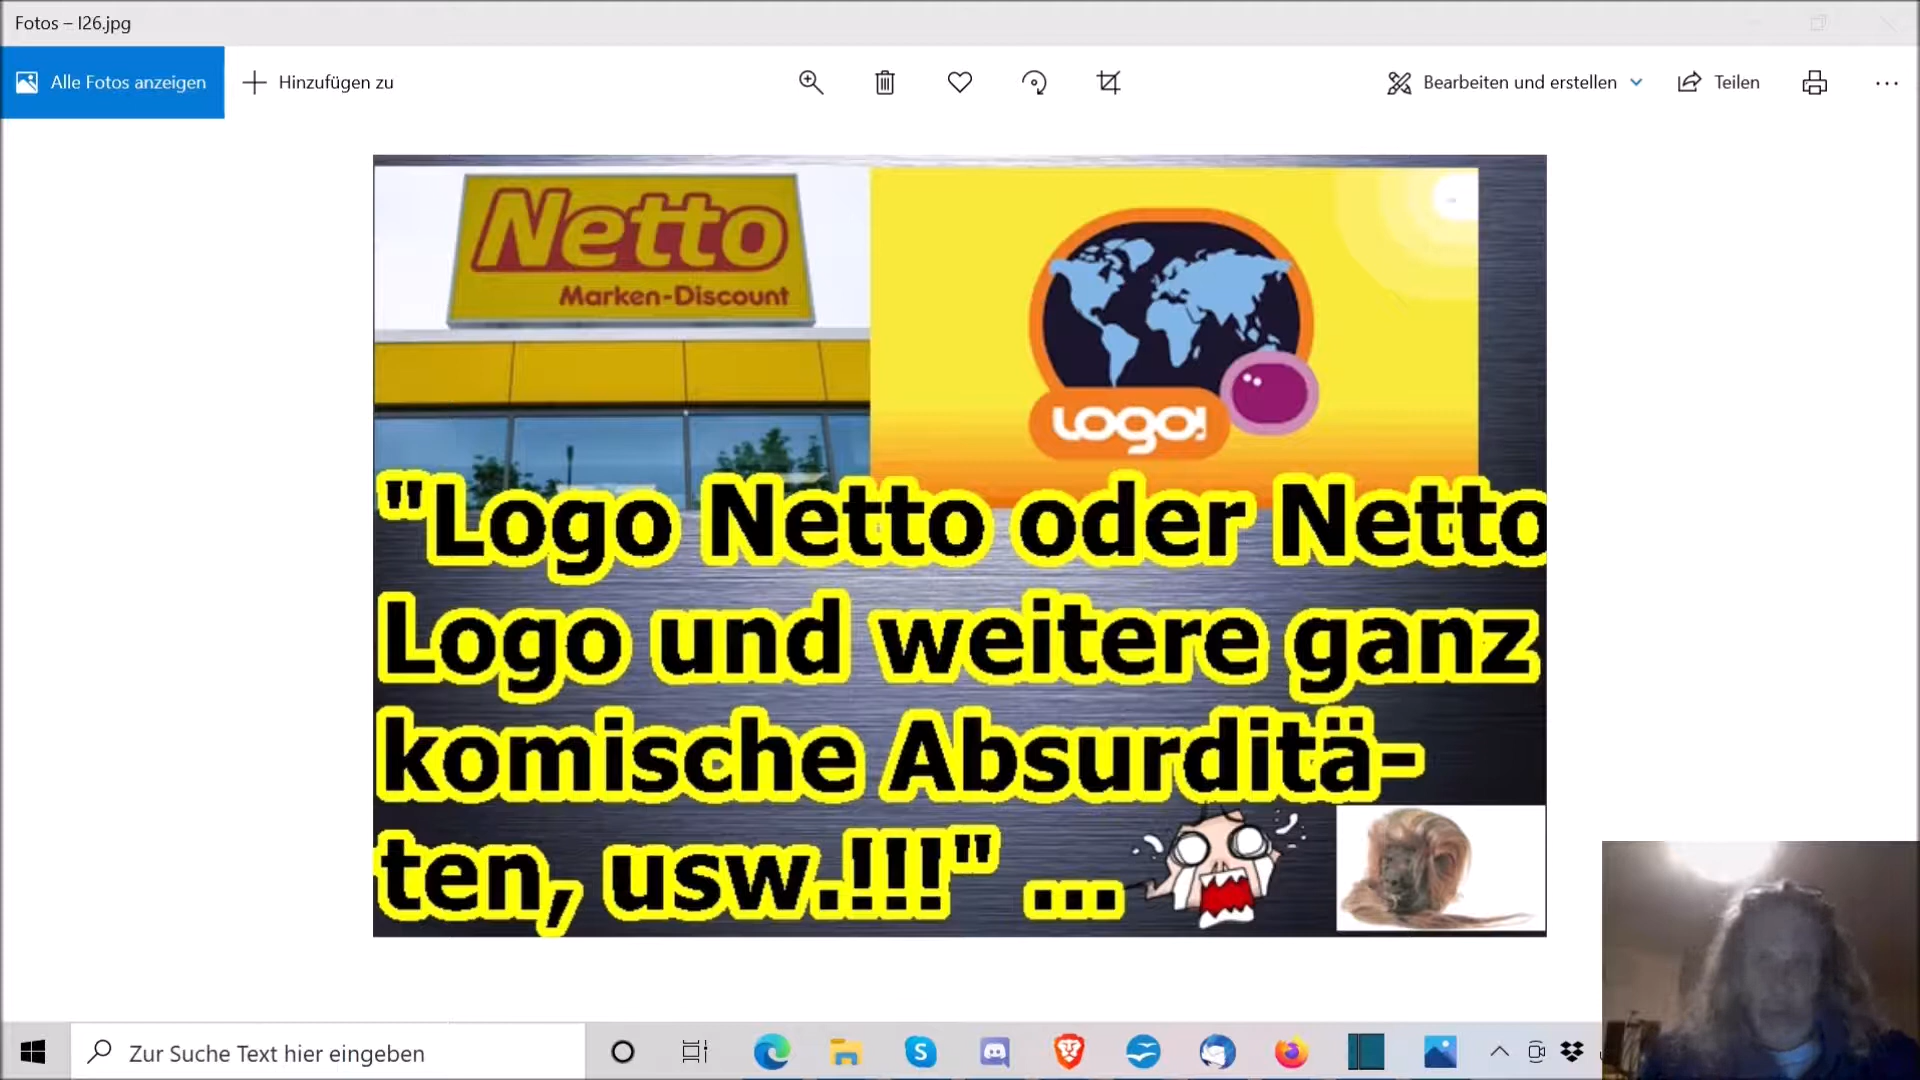 Fotos – I26.jpg
Alle Fotos anzeigen
Hinzufügen zu
Bearbeiten und erstellen
Teilen
Netto
Marken-Discount
LOGO!
"Logo Netto oder Netto
Logo und weitere ganz
komische Absurditä-
ten, usw.!!!" ...
Zur Suche Text hier eingeben